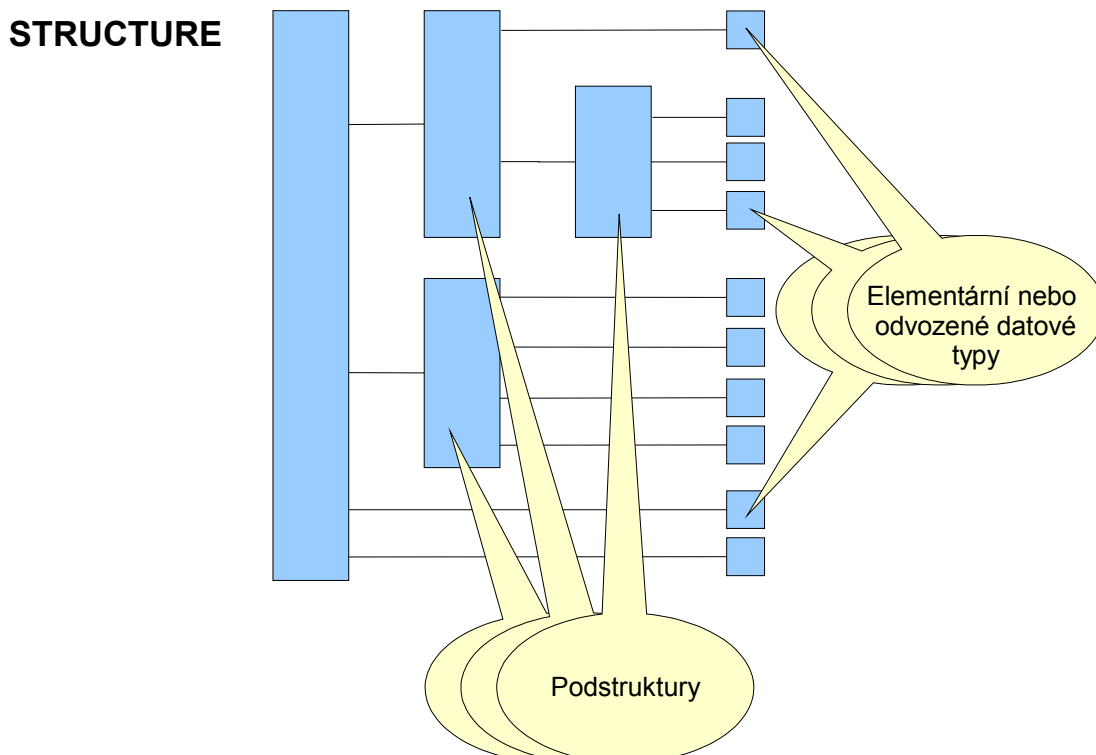 STRUCTURE
Elementární nebo
odvozené datové
typy
Podstruktury